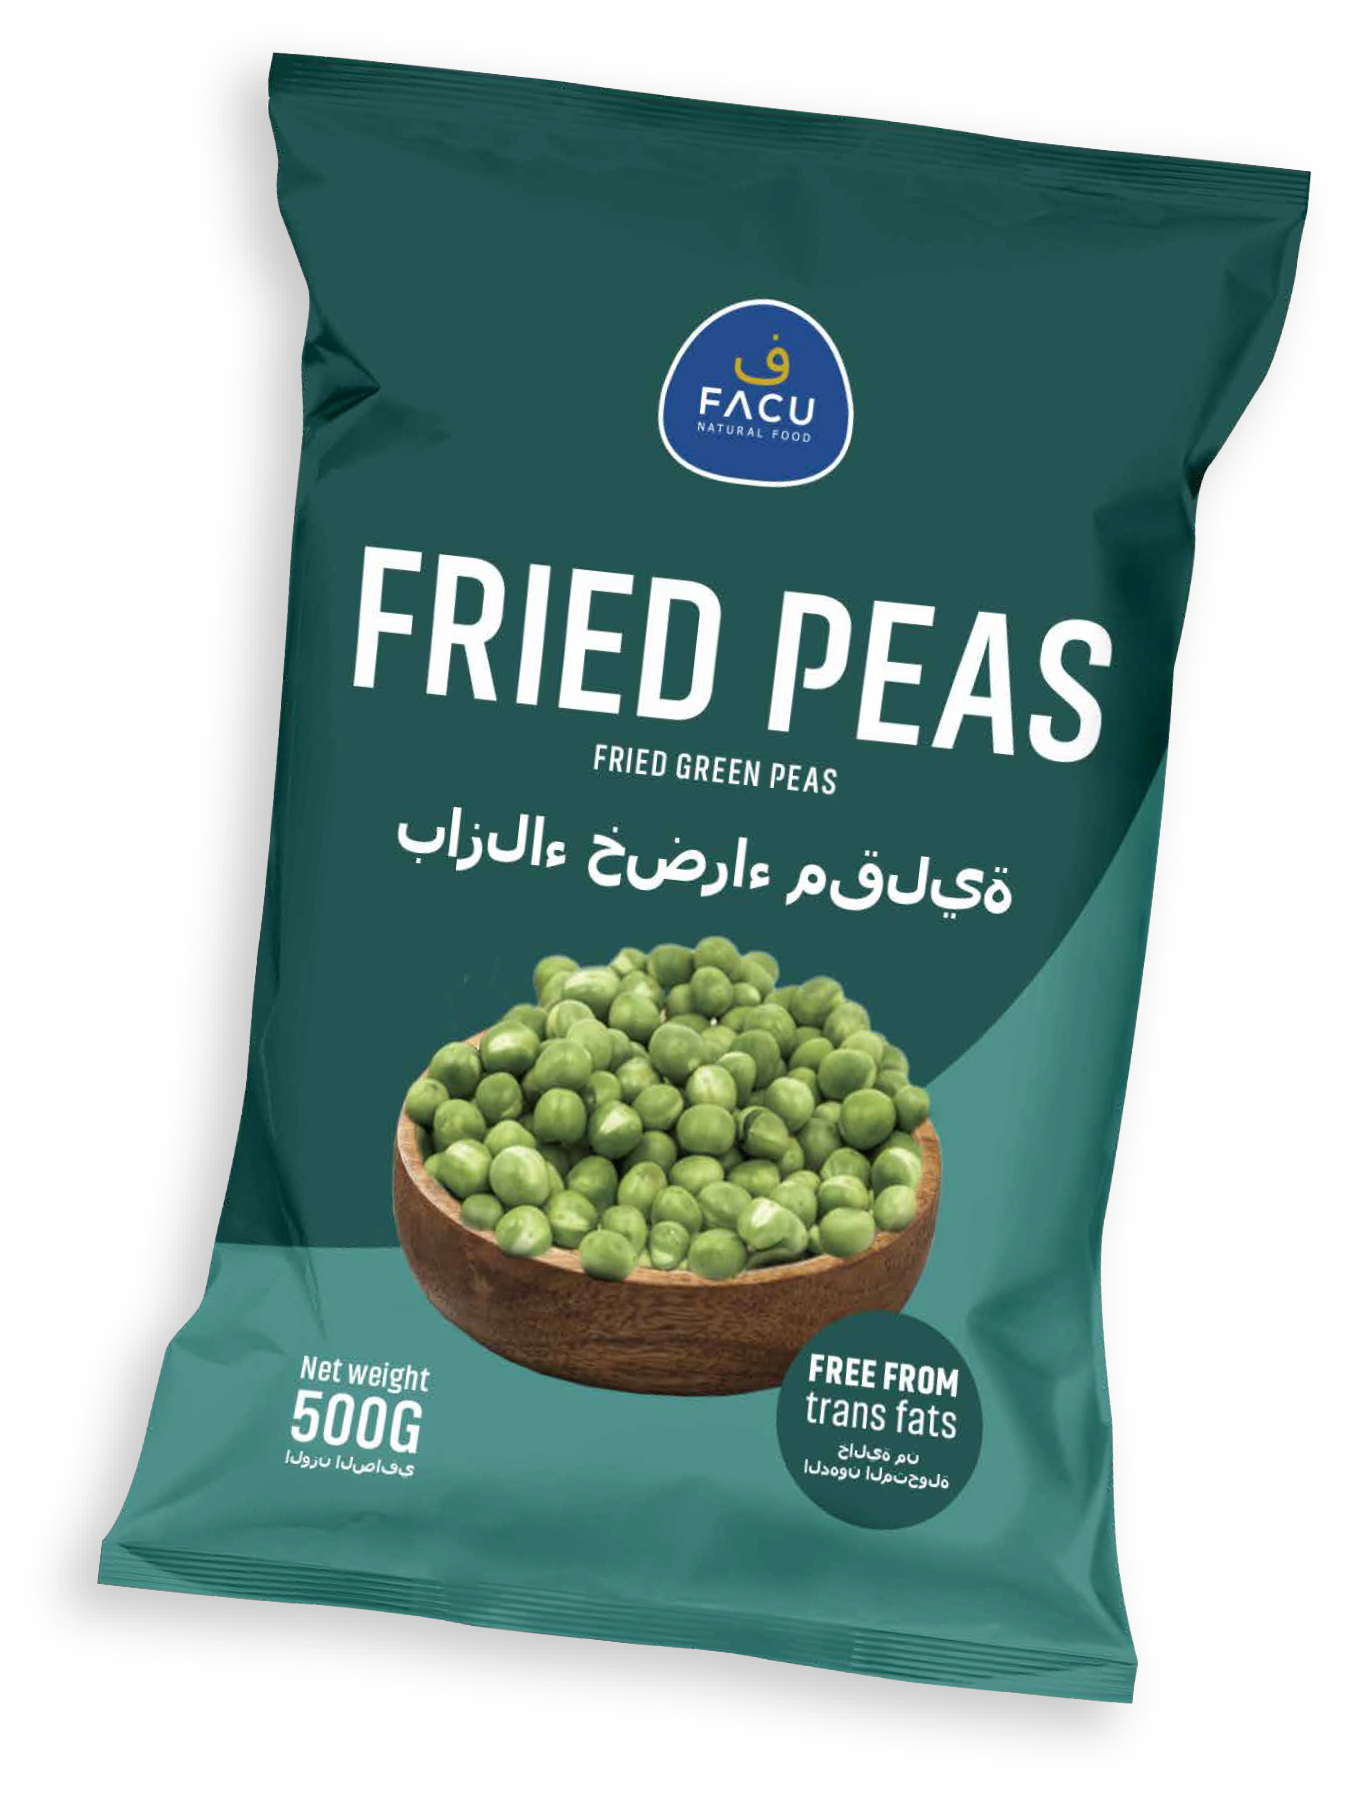 ف
FACU
NATURAL FOOD
FRIED PEAS
FRIED GREEN PEAS
بازلاء خضراء مقلية
Net weight
500G
الوزن الصافي
FREE FROM
trans fats
خالية من
الدهون المتحولة